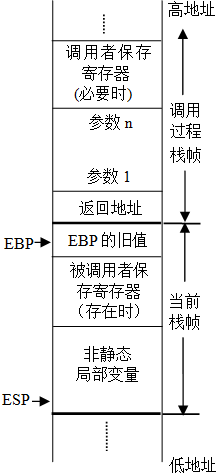 高地址
调用者保存
寄存器
(必要时)
参数 n
参数 1
返回地址
调用
过程
栈帧
EBP
EBP 的旧值
被调用者保
存寄存器
（存在时）
非静态
局部变量
当前
栈帧
ESP
低地址